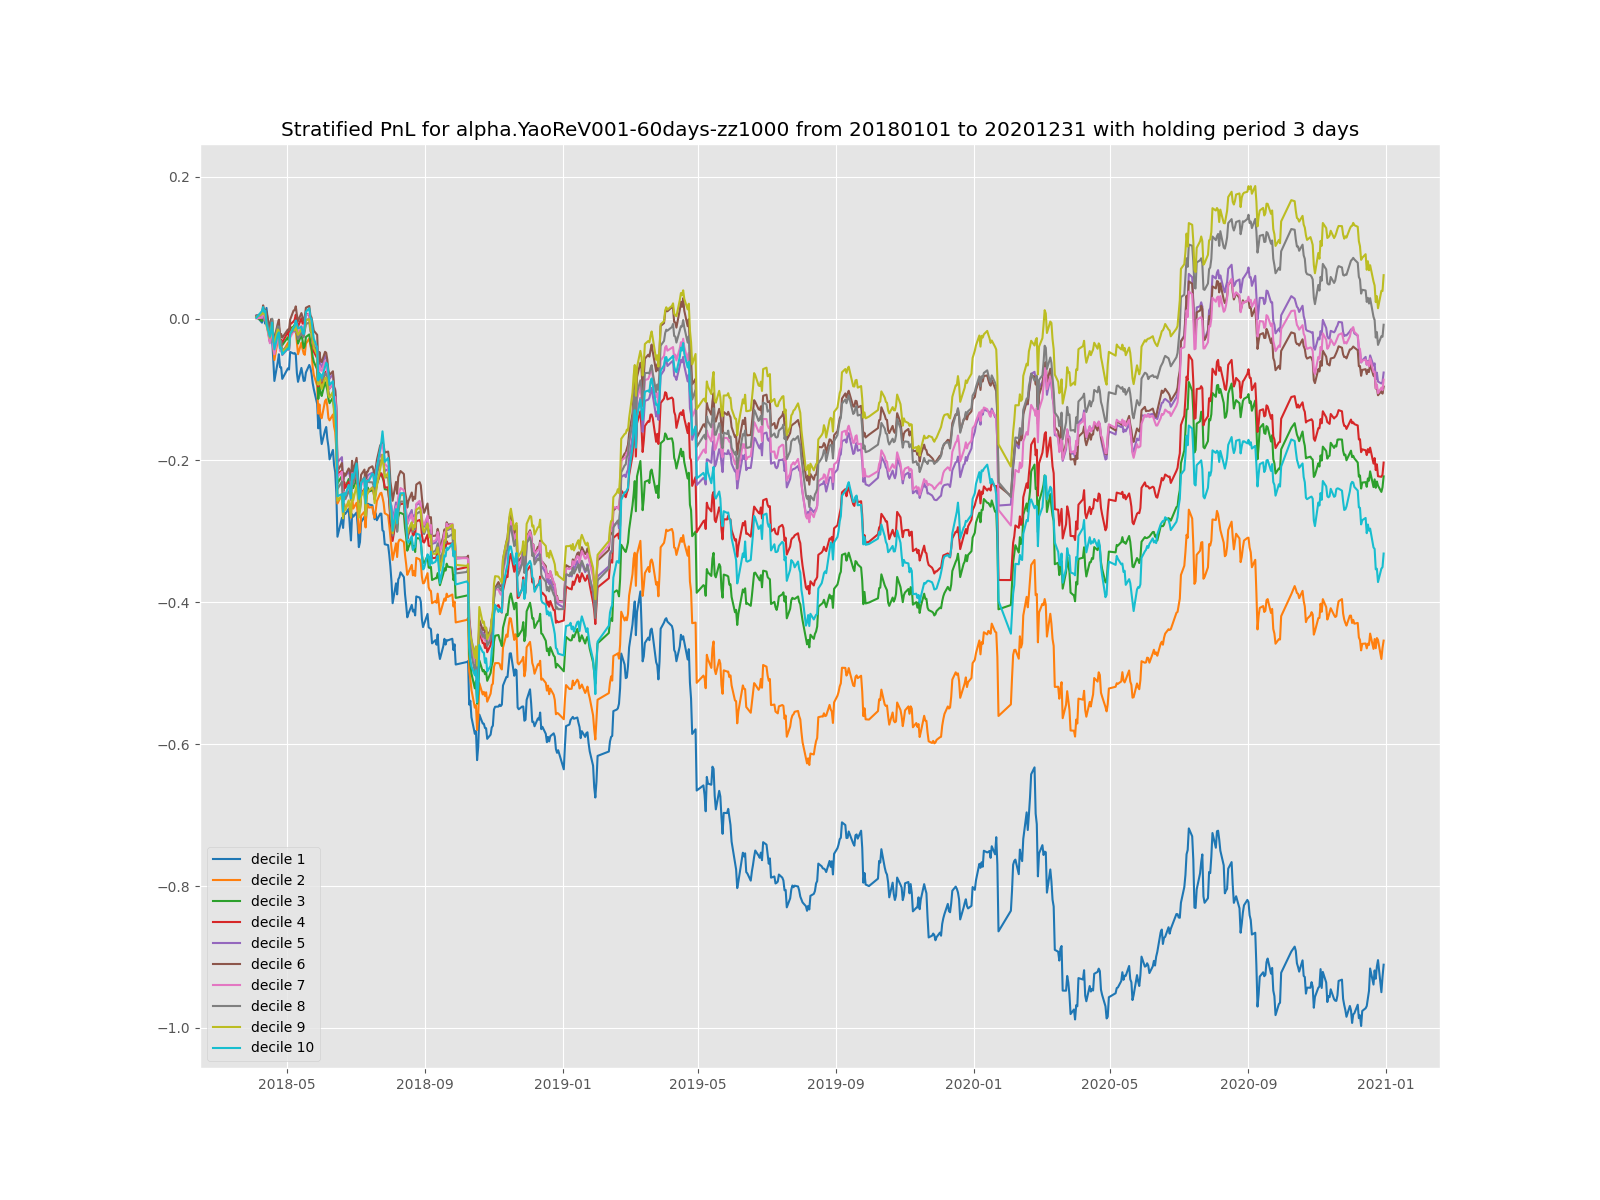 Stratified PnL for alpha.YaoReV001-60days-zz1000 from 20180101 to 20201231 with holding period 3 days
0.2
0.0
−0.2
−0.4
−0.6
−0.8
−1.0
decile 1
decile 2
decile 3
decile 4
decile 5
decile 6
decile 7
decile 8
decile 9
decile 10
2018-05 2018-09 2019-01 2019-05 2019-09 2020-01 2020-05 2020-09 2021-01